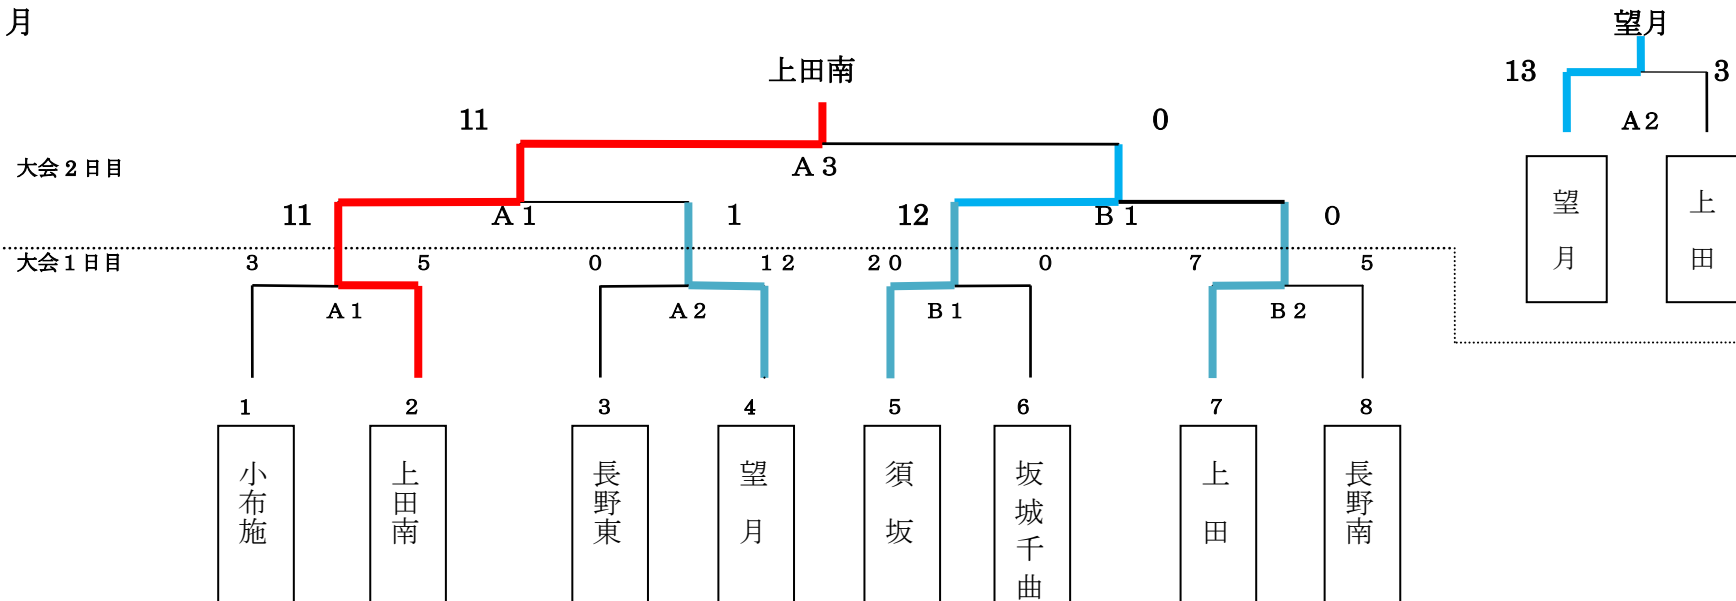 月
望月
上田南
13 3
11 0
A 2
大会 2 日目
A 3
11 A 1 1 12 B 1 0
大会 1 日目
3 5 0 1 2 2 0 0 7 5
A 1 A 2 B 1 B 2
望月
上田
1 2 3 4 5 6 7 8
小布施
上田南
長野東
望月
須坂
坂城千曲
上田
長野南